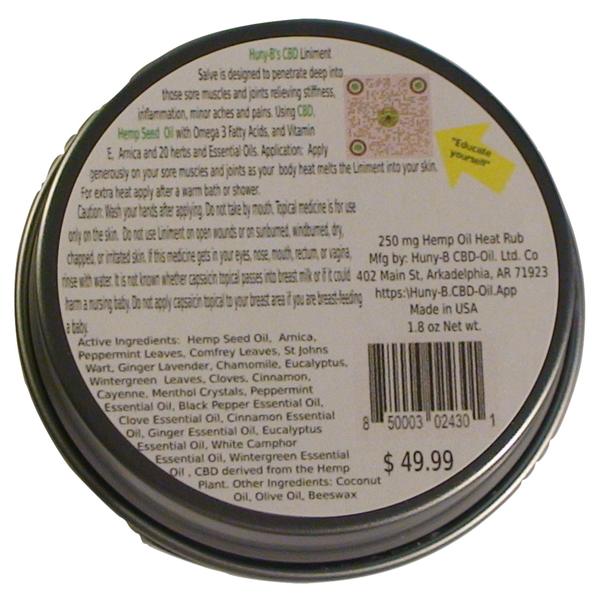 Huny-B's CBD Liniment
Salve is designed to penetrate deep into
those sore muscles and joints relieving stiffness,
inflammation, minor aches and pains. Using CBD,
Hemp Seed Oil with Omega 3 Fatty Acids, and Vitamin
E, Arnica and 20 herbs and Essential Oils. Application: Apply
generously on your sore muscles and joints as your body heat melts the Liniment into your skin.
For extra heat apply after a warm bath or shower.
Caution: Wash your hands after applying. Do not take by mouth. Topical medicine is for use
only on the skin. Do not use Liniment on open wounds or on sunburned, windburned, dry,
chapped, or irritated skin. If this medicine gets in your eyes, nose, mouth, rectum, or vagina,
rinse with water. It is not known whether capsaicin topical passes into breast milk or if it could
harm a nursing baby. Do not apply capsaicin topical to your breast area if you are breast-feeding
a baby.
"Educate
yourself"
Active Ingredients: Hemp Seed Oil, Arnica,
Peppermint Leaves, Comfrey Leaves, St Johns
Wart, Ginger Lavender, Chamomile, Eucalyptus,
Wintergreen Leaves, Cloves, Cinnamon,
Cayenne, Menthol Crystals, Peppermint
Essential Oil, Black Pepper Essential Oil,
Clove Essential Oil, Cinnamon Essential
Oil, Ginger Essential Oil, Eucalyptus
Essential Oil, White Camphor
Essential Oil, Wintergreen Essential
Oil , CBD derived from the Hemp
Plant. Other Ingredients: Coconut
Oil, Olive Oil, Beeswax
250 mg Hemp Oil Heat Rub
Mfg by: Huny-B CBD-Oil. Ltd. Co
402 Main St, Arkadelphia, AR 71923
https:\Huny-B.CBD-Oil.App
Made in USA
1.8 oz Net wt.
8 50003 02430 1
$ 49.99